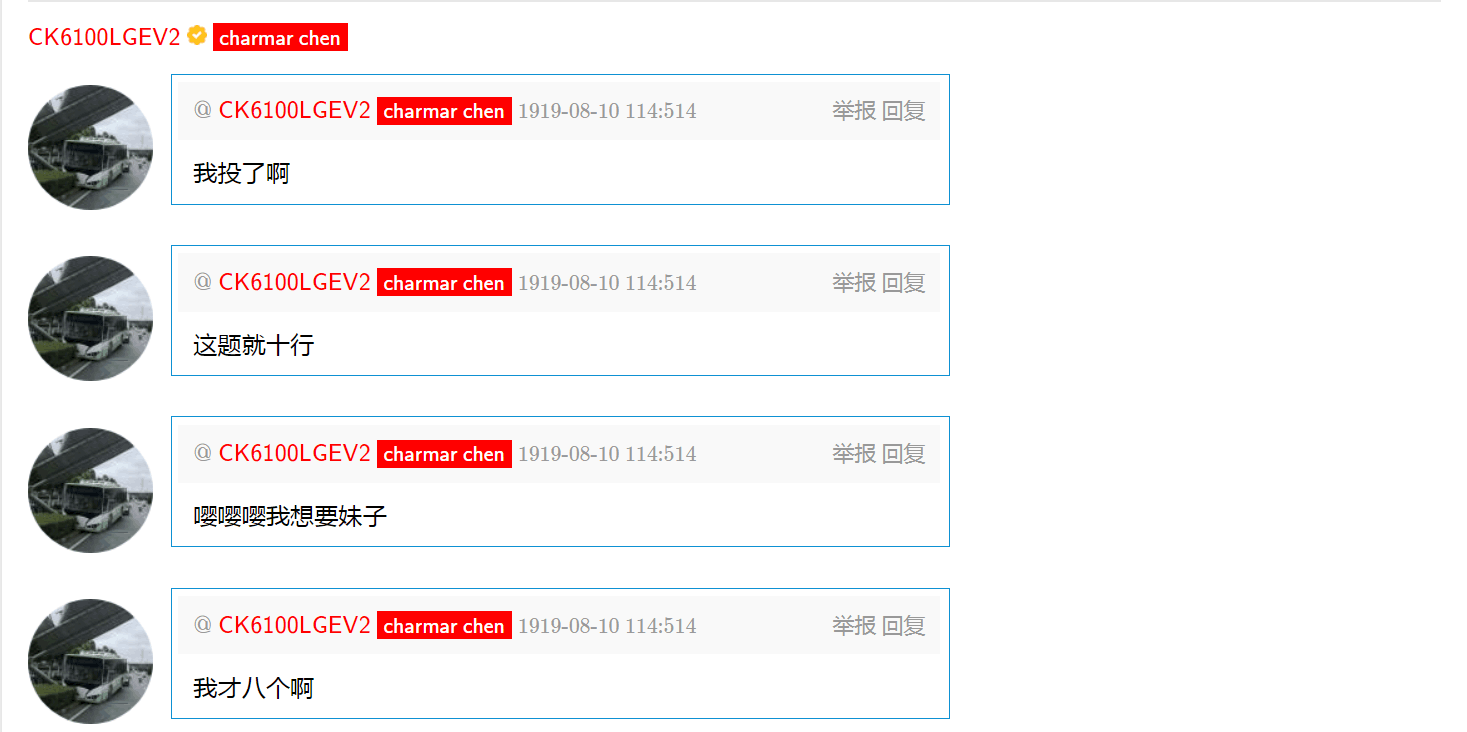 CK6100LGEV2 charmar chen
@ CK6100LGEV2 charmar chen 1919-08-10 114:514 举报 回复
我投了啊
@ CK6100LGEV2 charmar chen 1919-08-10 114:514 举报 回复
这题就十行
@ CK6100LGEV2 charmar chen 1919-08-10 114:514 举报 回复
嘤嘤嘤我想要妹子
@ CK6100LGEV2 charmar chen 1919-08-10 114:514 举报 回复
我才八个啊